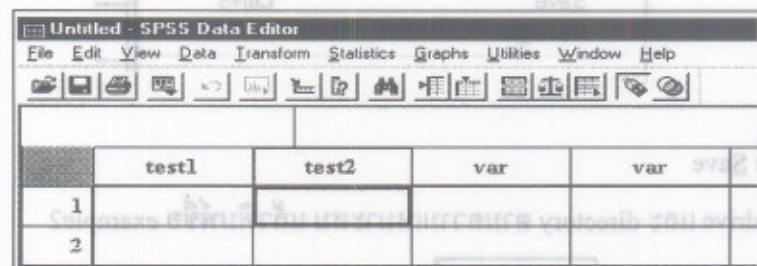 Untitled - SPSS Data Editor
File Edit View Data Transform Statistics Graphs Utilities Window Help
test1 test2 var var
1
2